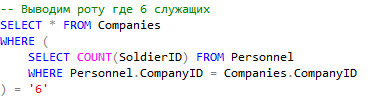 -- Выводим роту где 6 служащих
SELECT * FROM Companies
WHERE (
SELECT COUNT(SoldierID) FROM Personnel
WHERE Personnel.CompanyID = Companies.CompanyID
) = '6'